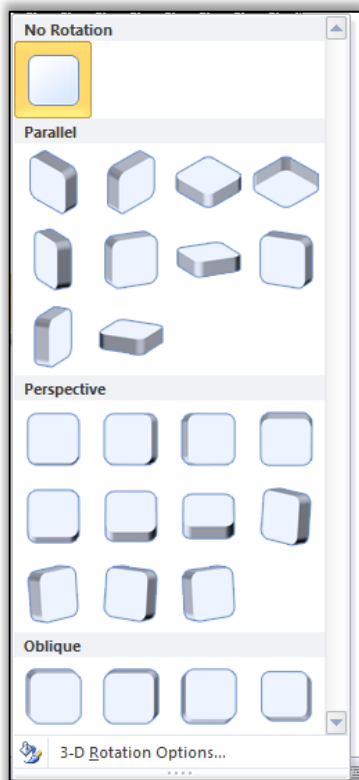 No Rotation
Parallel
Perspective
Oblique
3-D Rotation Options...